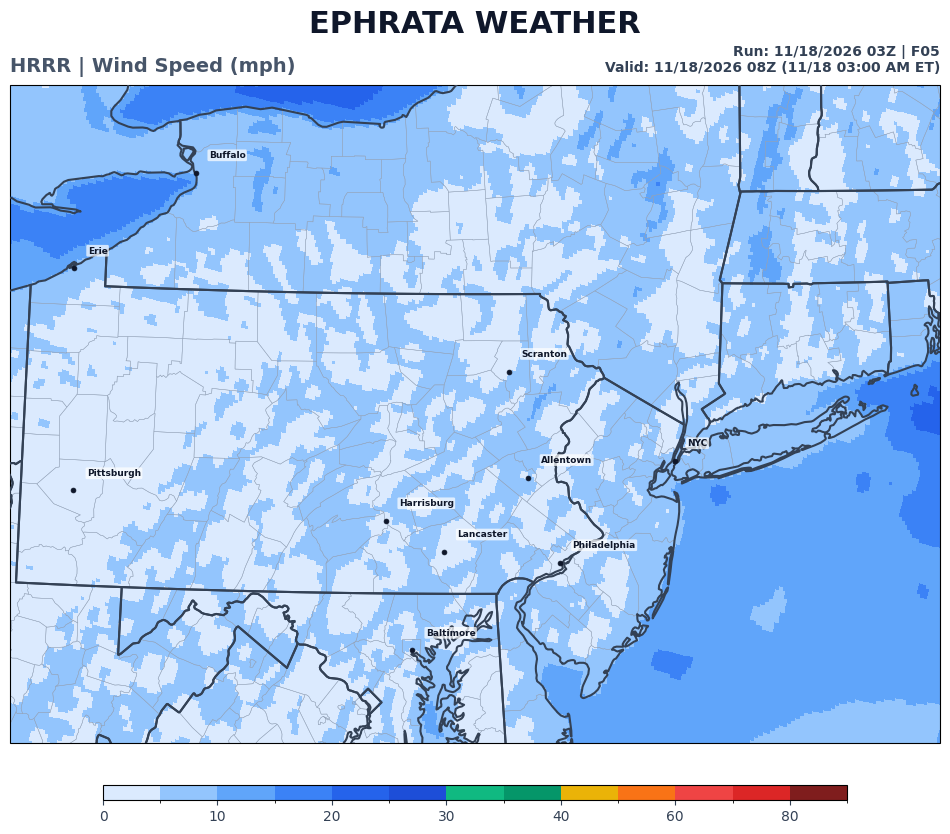 EPHRATA WEATHER
HRRR | Wind Speed (mph)
Run: 11/18/2026 03Z | F05
Valid: 11/18/2026 08Z (11/18 03:00 AM ET)
Buffalo
Erie
Scranton
NYC
Allentown
Pittsburgh
Harrisburg
Lancaster
Philadelphia
Baltimore
0 10 20 30 40 50 60 70 80